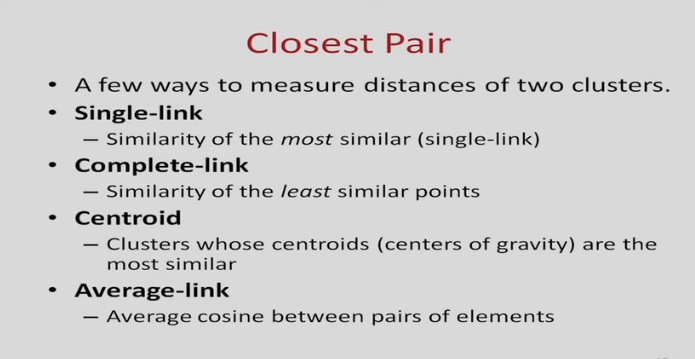 Closest Pair
• A few ways to measure distances of two clusters.
• Single-link
– Similarity of the most similar (single-link)
• Complete-link
– Similarity of the least similar points
• Centroid
– Clusters whose centroids (centers of gravity) are the
most similar
• Average-link
– Average cosine between pairs of elements